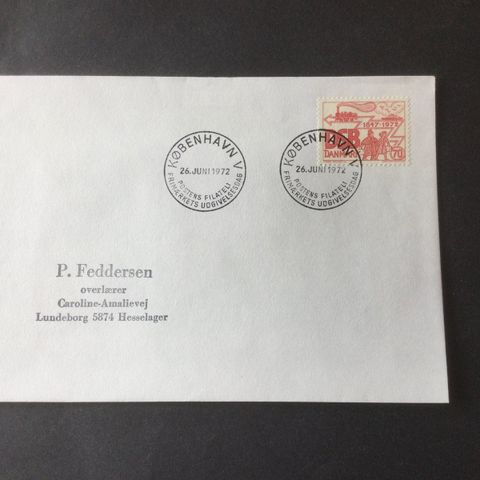 KØBENHAVN V
26.JUNI 1972
POSTENS FILATELI
FRIMÆRKETS UDGIVELSESDAG
KØBENHAVN V
26.JUNI 1972
POSTENS FILATELI
FRIMÆRKETS UDGIVELSESDAG
1847-1972
DANMARK
70
P. Feddersen
overlærer
Caroline-Amalievej
Lundeborg 5874 Hesselager